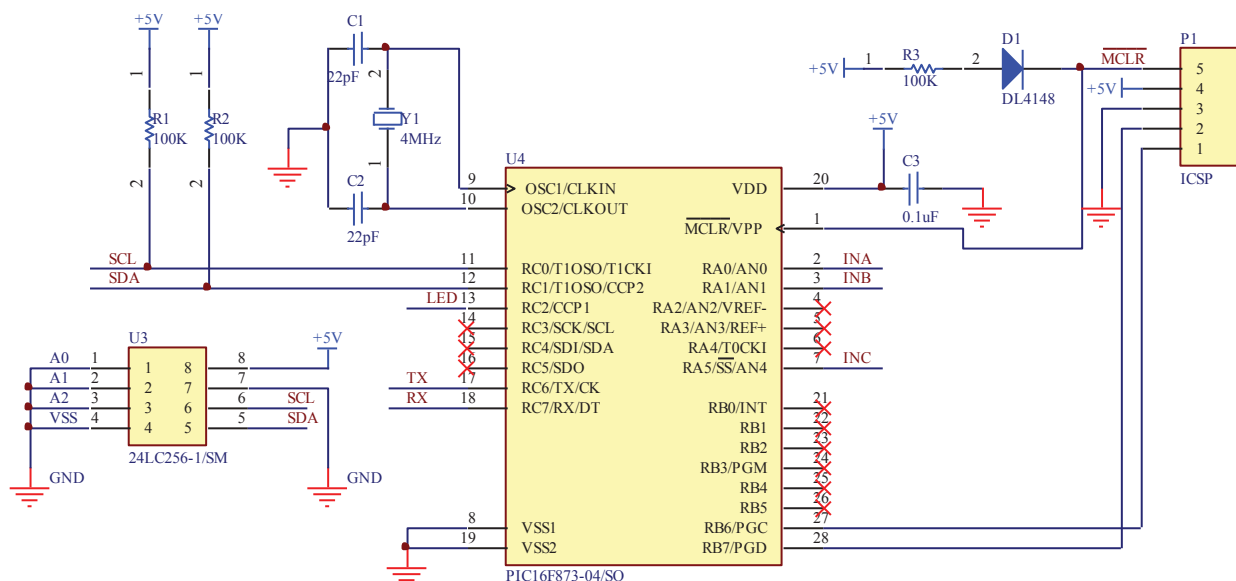 +5V +5V
1 1
R1 R2
100K 100K
2 2
C1
22pF
2
Y1
4MHz
1
C2
22pF
+5V 1 R3 2 D1
100K DL4148
MCLR
P1
5
+5V 4
3
2
1
ICSP
+5V
C3
0.1uF
U4
9 OSC1/CLKIN VDD 20
10 OSC2/CLKOUT
MCLR/VPP 1
SCL 11 RC0/T1OSO/T1CKI RA0/AN0 2 INA
SDA 12 RC1/T1OSO/CCP2 RA1/AN1 3 INB
LED 13 RC2/CCP1 RA2/AN2/VREF- 4
14 RC3/SCK/SCL RA3/AN3/REF+ 5
15 RC4/SDI/SDA RA4/T0CKI 6
16 RC5/SDO RA5/SS/AN4 7 INC
TX 17 RC6/TX/CK
RX 18 RC7/RX/DT RB0/INT 21
RB1 22
RB2 23
RB3/PGM 24
RB4 25
RB5 26
8 VSS1 RB6/PGC 27
19 VSS2 RB7/PGD 28
PIC16F873-04/SO
U3
+5V
A0 1 1 8 8
A1 2 2 7 7
A2 3 3 6 6 SCL
VSS 4 4 5 5 SDA
24LC256-1/SM
GND GND